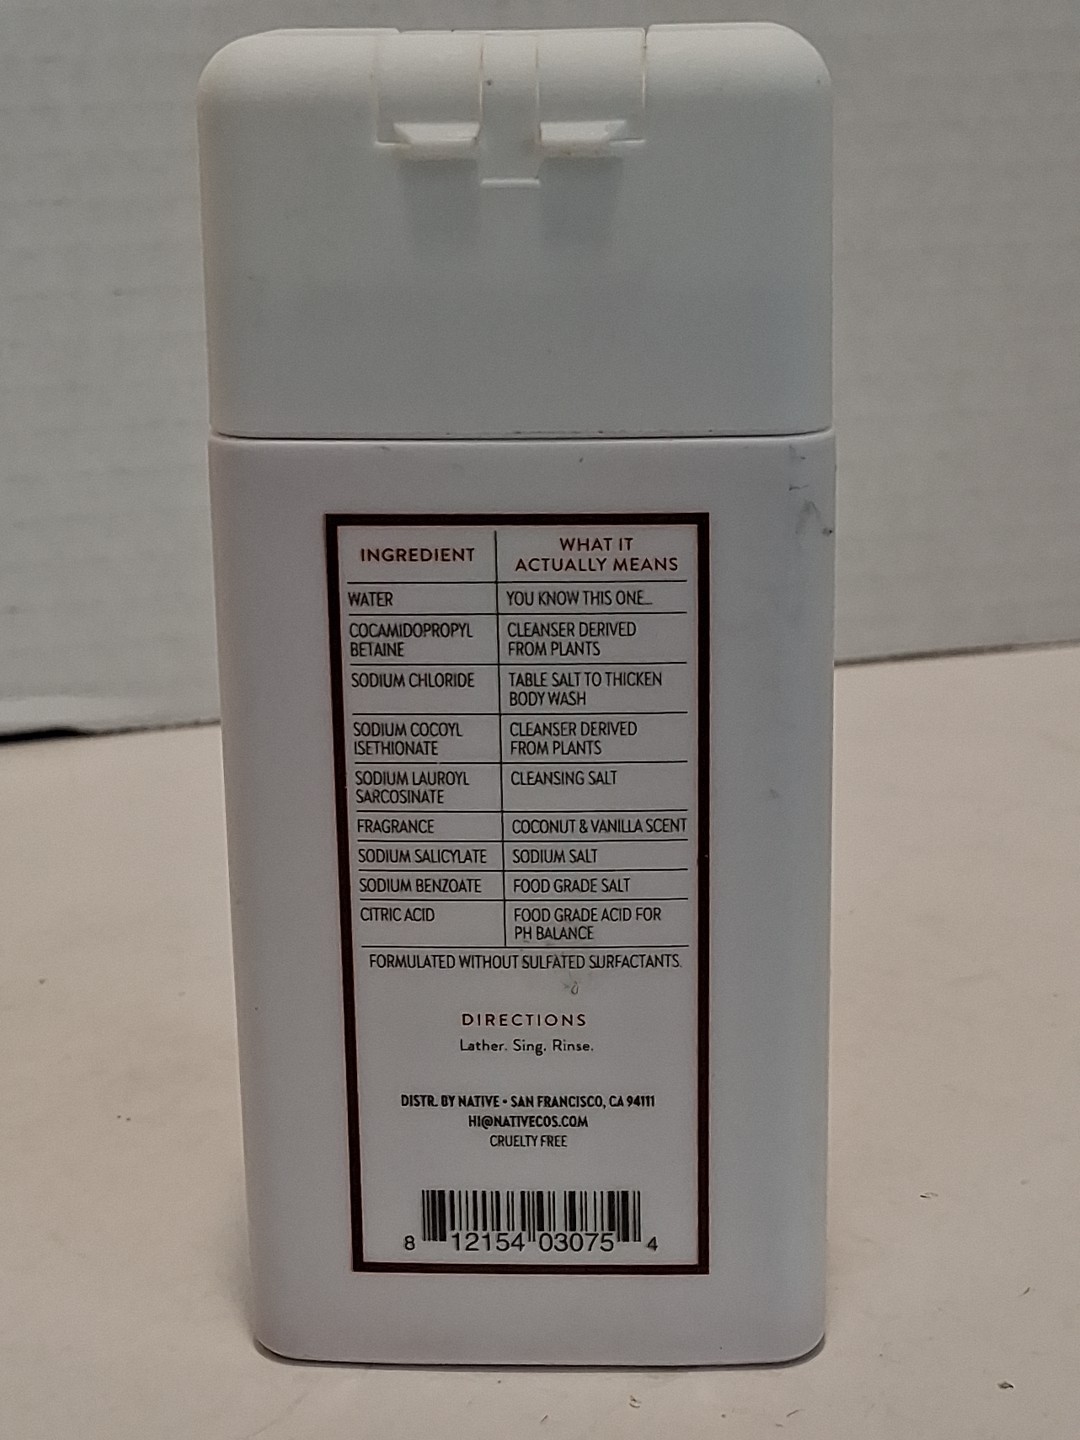 INGREDIENT
WHAT IT
ACTUALLY MEANS
WATER
YOU KNOW THIS ONE...
COCAMIDOPROPYL
BETAINE
CLEANSER DERIVED
FROM PLANTS
SODIUM CHLORIDE
TABLE SALT TO THICKEN
BODY WASH
SODIUM COCOYL
ISETHIONATE
CLEANSER DERIVED
FROM PLANTS
SODIUM LAUROYL
SARCOSINATE
CLEANSING SALT
FRAGRANCE
COCONUT & VANILLA SCENT
SODIUM SALICYLATE
SODIUM SALT
SODIUM BENZOATE
FOOD GRADE SALT
CITRIC ACID
FOOD GRADE ACID FOR
PH BALANCE
FORMULATED WITHOUT SULFATED SURFACTANTS.
DIRECTIONS
Lather. Sing. Rinse.
DISTR. BY NATIVE • SAN FRANCISCO, CA 94111
HI@NATIVECOS.COM
CRUELTY FREE
8 12154 03075 4